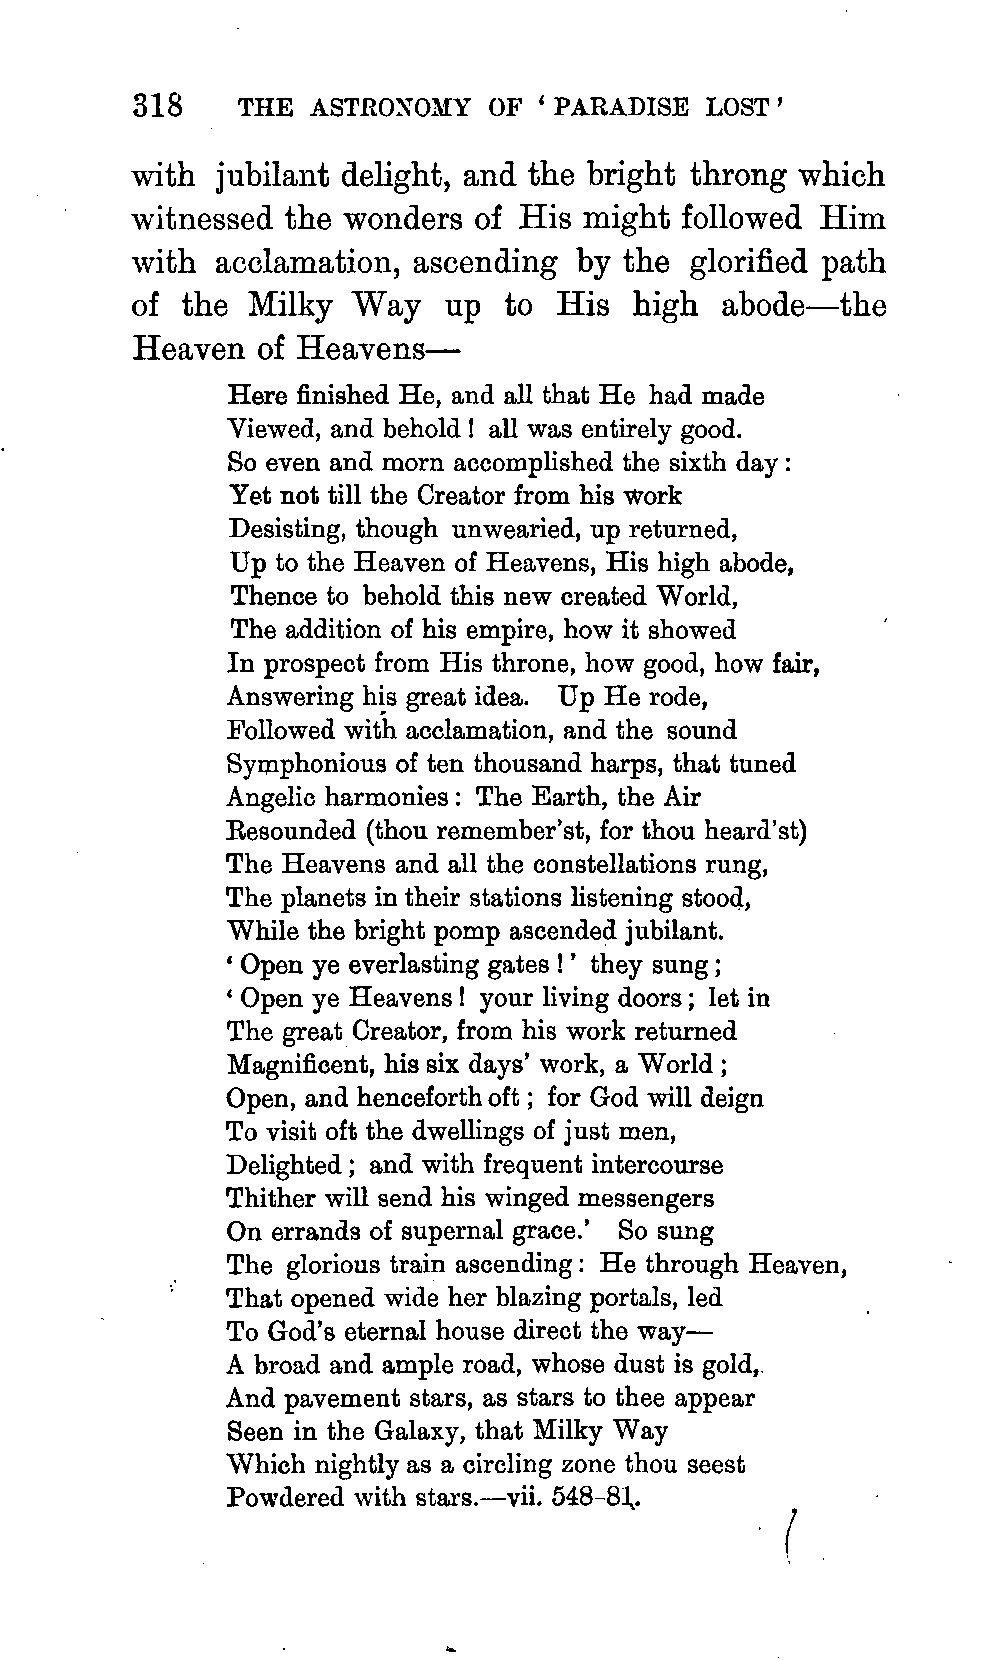 318 THE ASTRONOMY OF ‘ PARADISE LOST ’
with jubilant delight, and the bright throng which
witnessed the wonders of His might followed Him
with acclamation, ascending by the glorified path
of the Milky Way up to His high abode—the
Heaven of Heavens—
Here finished He, and all that He had made
Viewed, and behold ! all was entirely good.
So even and morn accomplished the sixth day :
Yet not till the Creator from his work
Desisting, though unwearied, up returned,
Up to the Heaven of Heavens, His high abode,
Thence to behold this new created World,
The addition of his empire, how it showed
In prospect from His throne, how good, how fair,
Answering his great idea. Up He rode,
Followed with acclamation, and the sound
Symphonious of ten thousand harps, that tuned
Angelic harmonies : The Earth, the Air
Resounded (thou remember’st, for thou heard’st)
The Heavens and all the constellations rung,
The planets in their stations listening stood,
While the bright pomp ascended jubilant.
‘ Open ye everlasting gates ! ’ they sung ;
‘ Open ye Heavens ! your living doors ; let in
The great Creator, from his work returned
Magnificent, his six days’ work, a World ;
Open, and henceforth oft ; for God will deign
To visit oft the dwellings of just men,
Delighted ; and with frequent intercourse
Thither will send his winged messengers
On errands of supernal grace.’ So sung
The glorious train ascending : He through Heaven,
That opened wide her blazing portals, led
To God’s eternal house direct the way—
A broad and ample road, whose dust is gold,
And pavement stars, as stars to thee appear
Seen in the Galaxy, that Milky Way
Which nightly as a circling zone thou seest
Powdered with stars.—vii. 548–81.